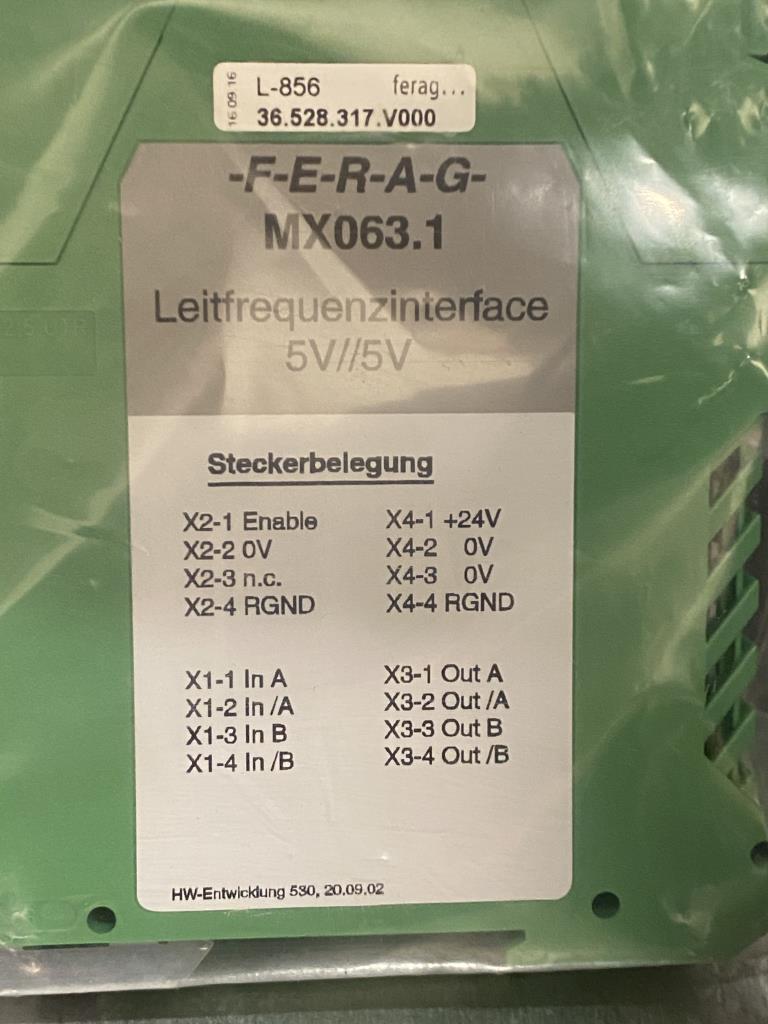 16 09 16
L-856 ferag...
36.528.317.V000
-F-E-R-A-G-
MX063.1
Leitfrequenzinterface
5V//5V
Steckerbelegung
X2-1 Enable X4-1 +24V
X2-2 0V X4-2 0V
X2-3 n.c. X4-3 0V
X2-4 RGND X4-4 RGND
X1-1 In A X3-1 Out A
X1-2 In /A X3-2 Out /A
X1-3 In B X3-3 Out B
X1-4 In /B X3-4 Out /B
HW-Entwicklung 530, 20.09.02